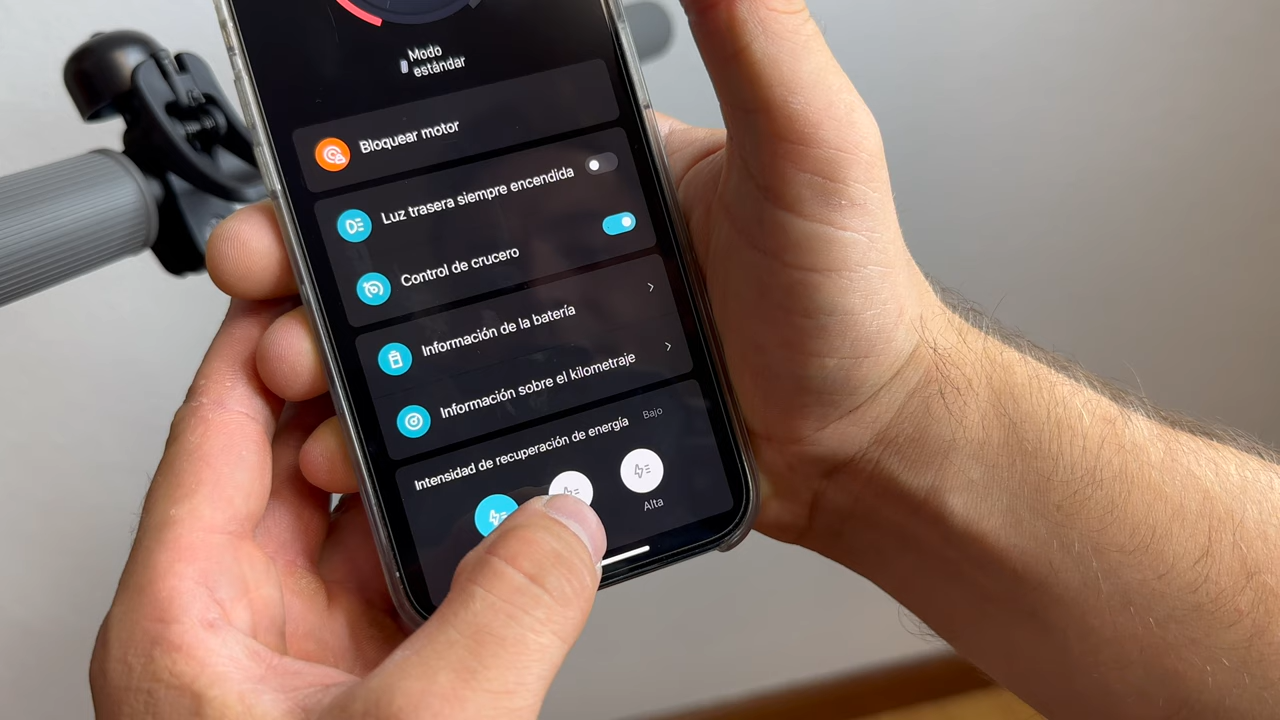 Modo
estándar
Bloquear motor
Luz trasera siempre encendida
Control de crucero
Información de la batería
Información sobre el kilometraje
Intensidad de recuperación de energía
Bajo
Alta